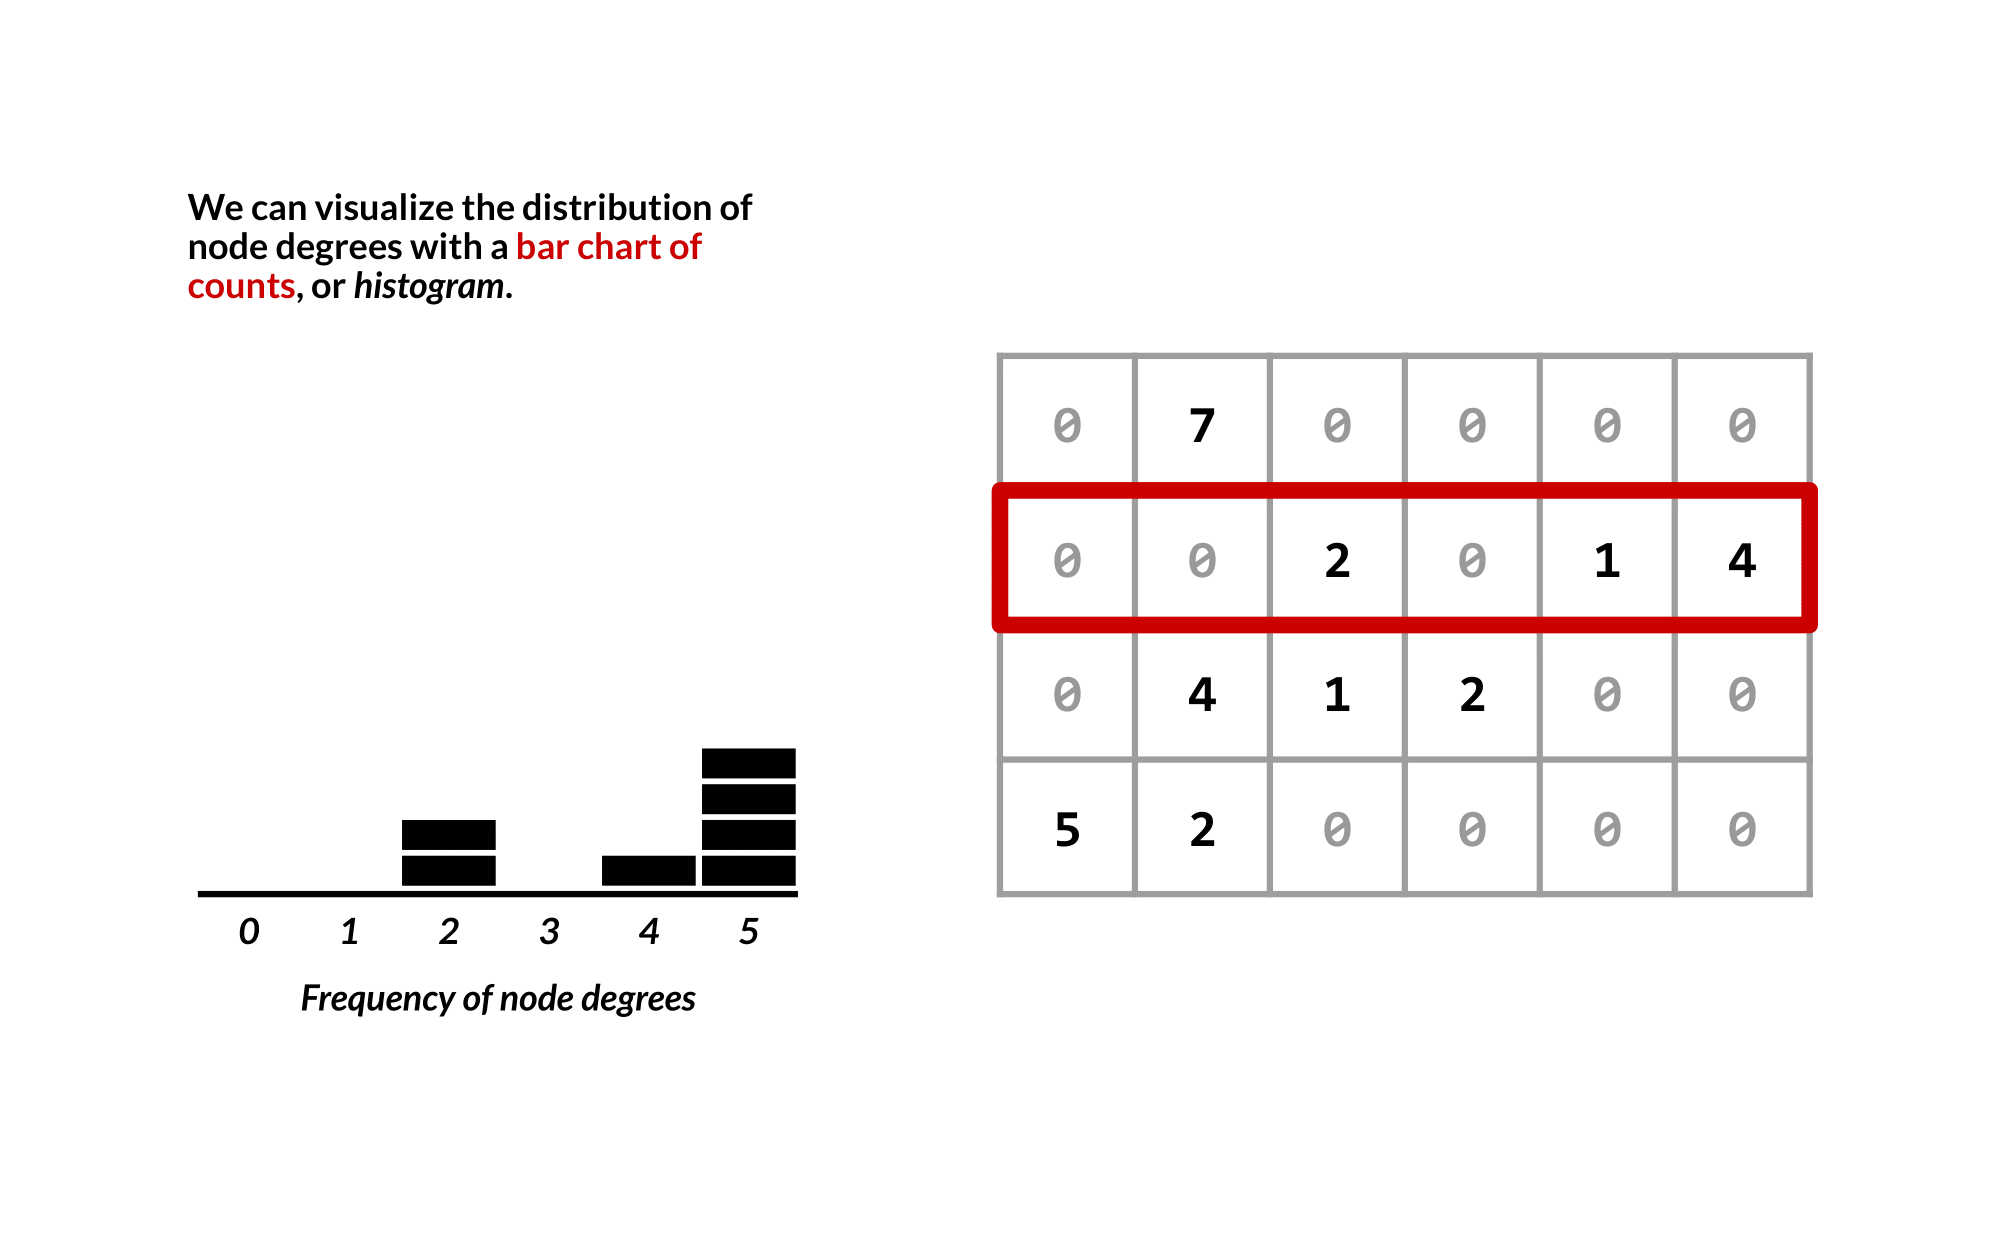 We can visualize the distribution of
node degrees with a bar chart of
counts, or histogram.
0 7 0 0 0 0
0 0 2 0 1 4
0 4 1 2 0 0
5 2 0 0 0 0
0 1 2 3 4 5
Frequency of node degrees